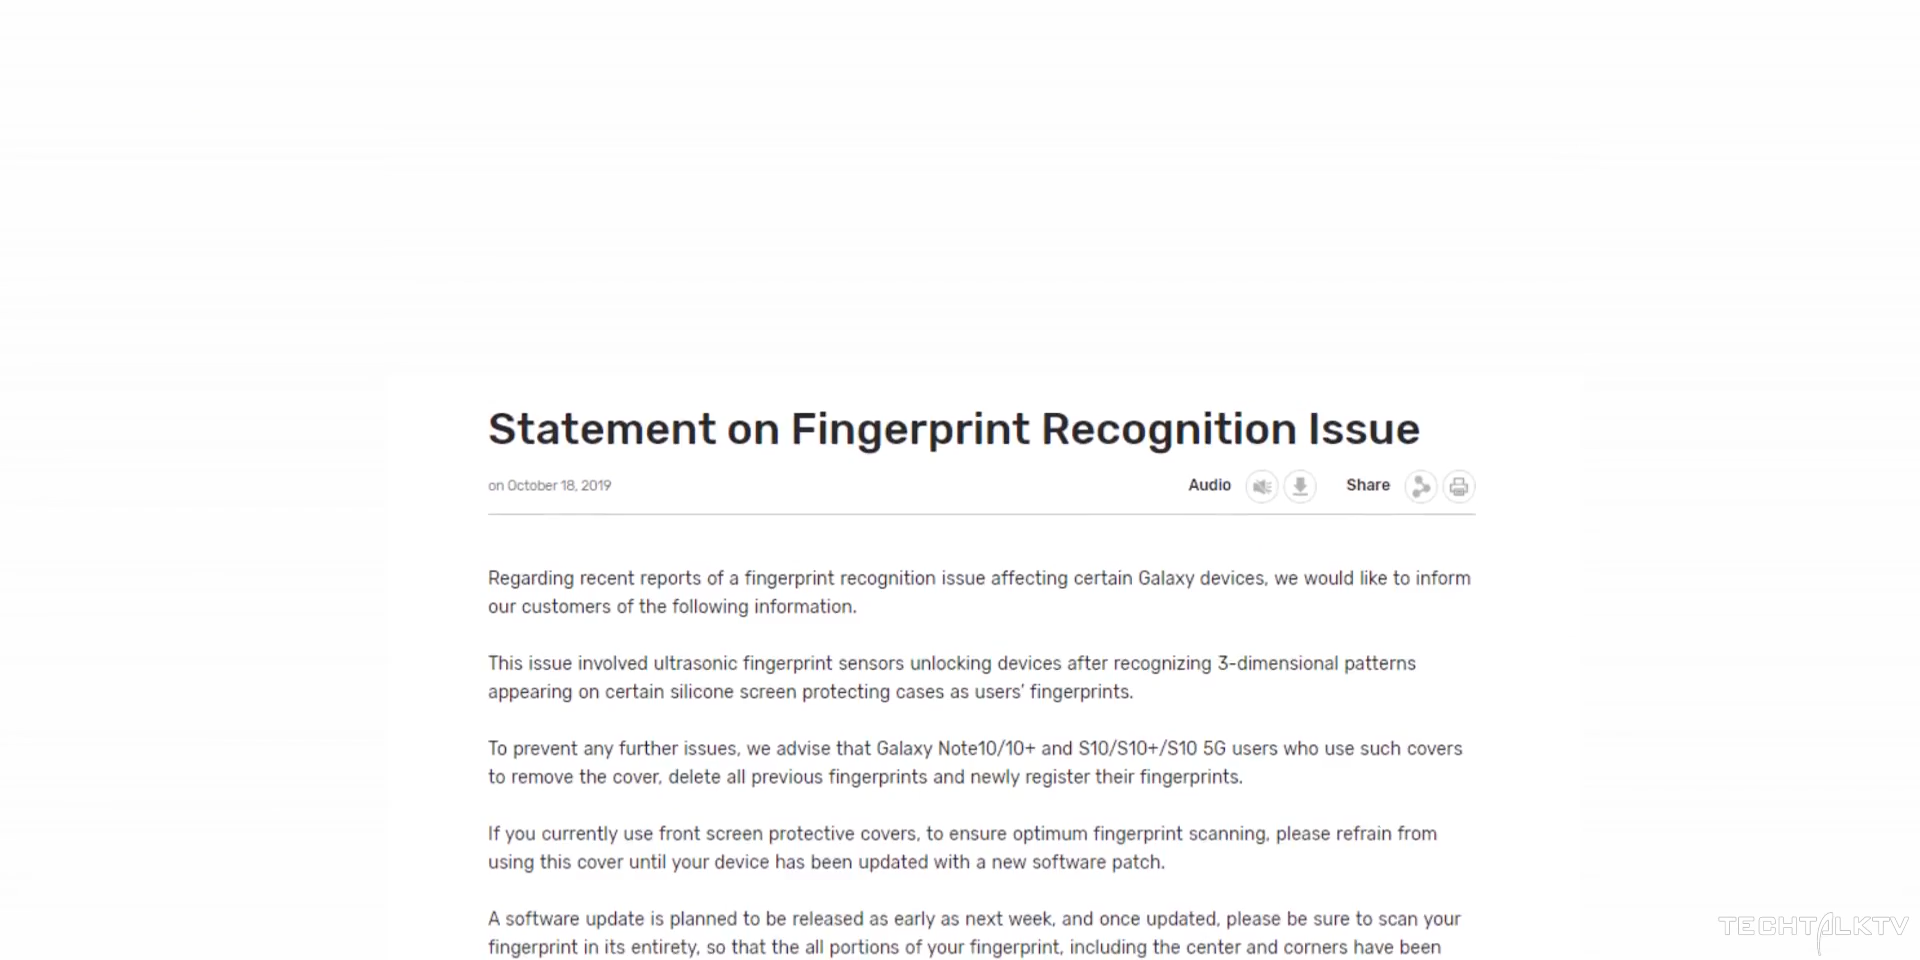 Statement on Fingerprint Recognition Issue
on October 18, 2019
Audio
Share
Regarding recent reports of a fingerprint recognition issue affecting certain Galaxy devices, we would like to inform
our customers of the following information.
This issue involved ultrasonic fingerprint sensors unlocking devices after recognizing 3-dimensional patterns
appearing on certain silicone screen protecting cases as users’ fingerprints.
To prevent any further issues, we advise that Galaxy Note10/10+ and S10/S10+/S10 5G users who use such covers
to remove the cover, delete all previous fingerprints and newly register their fingerprints.
If you currently use front screen protective covers, to ensure optimum fingerprint scanning, please refrain from
using this cover until your device has been updated with a new software patch.
A software update is planned to be released as early as next week, and once updated, please be sure to scan your
fingerprint in its entirety, so that the all portions of your fingerprint, including the center and corners have been
TECHTALKTV